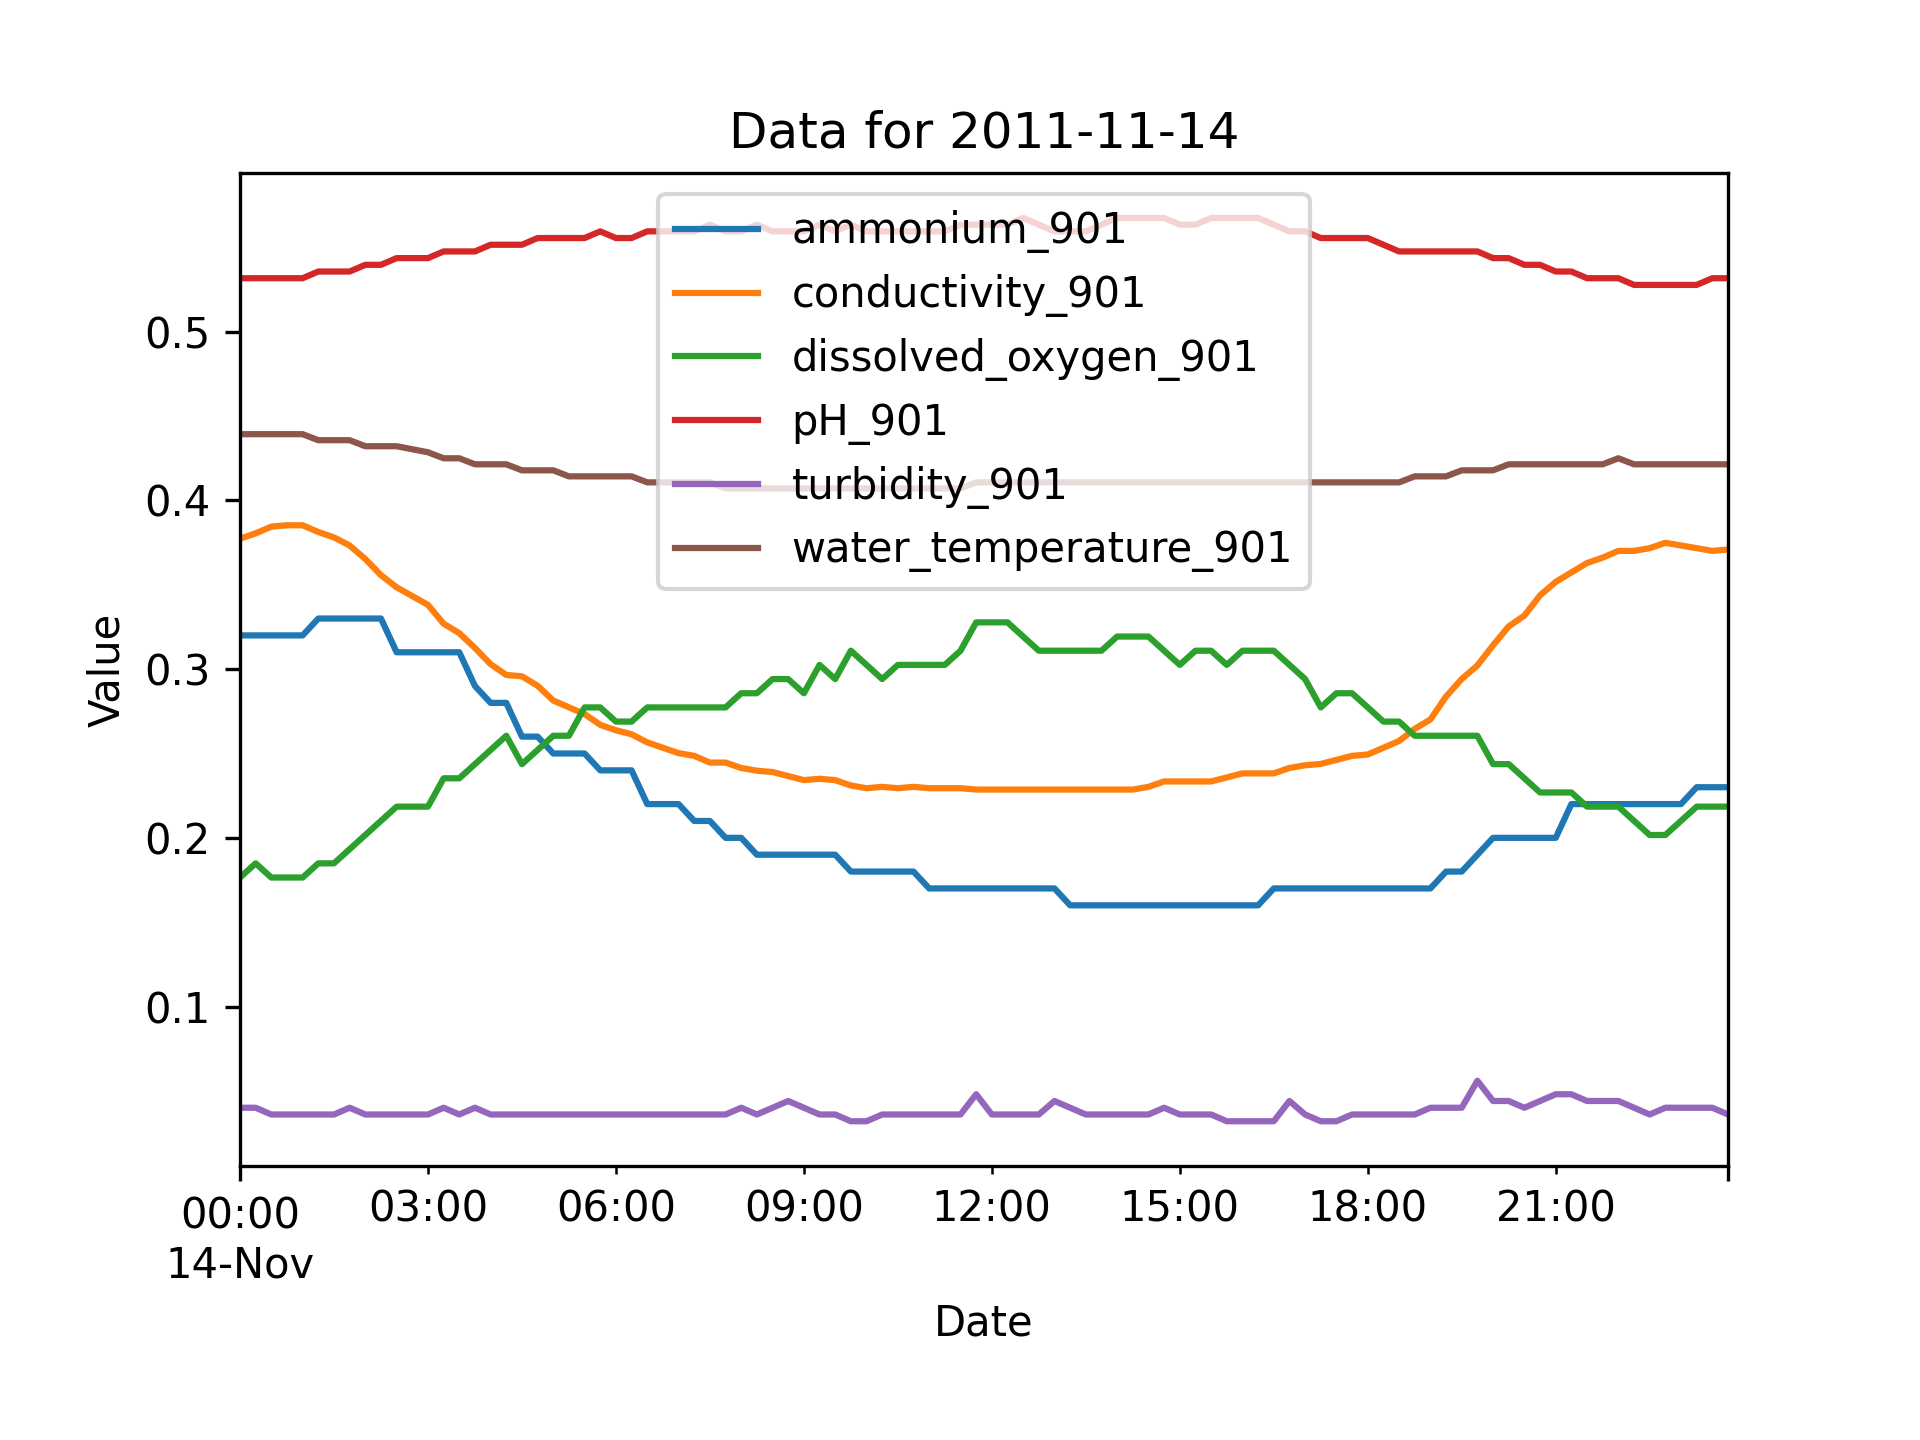 Data for 2011-11-14
ammonium_901
conductivity_901
dissolved_oxygen_901
pH_901
turbidity_901
water_temperature_901
Value
0.5
0.4
0.3
0.2
0.1
00:00 03:00 06:00 09:00 12:00 15:00 18:00 21:00
14-Nov
Date